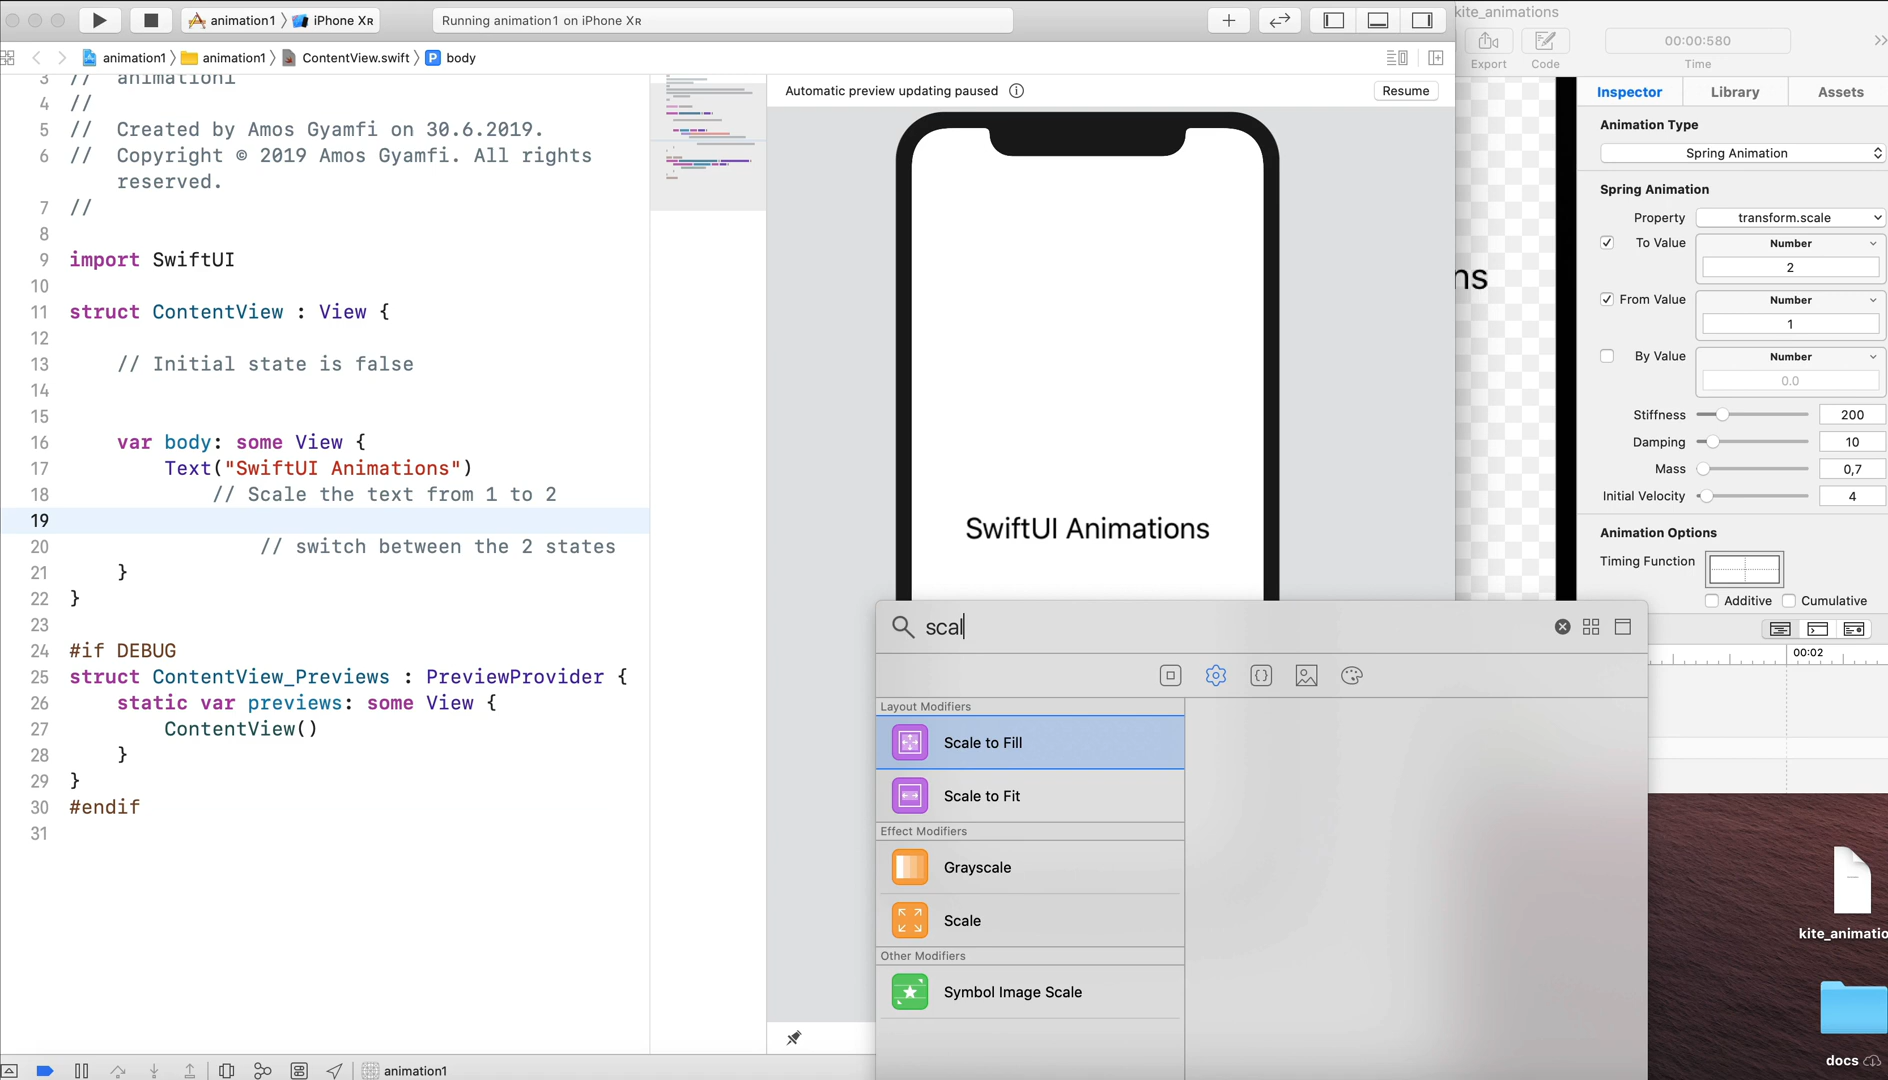 animation1 〉 iPhone XR
Running animation1 on iPhone XR
animation1 〉 animation1 〉 ContentView.swift 〉 P body
3 // animation1
4 //
5 // Created by Amos Gyamfi on 30.6.2019.
6 // Copyright © 2019 Amos Gyamfi. All rights
reserved.
7 //
8
9 import SwiftUI
10
11 struct ContentView : View {
12
13 // Initial state is false
14
15
16 var body: some View {
17 Text("SwiftUI Animations")
18 // Scale the text from 1 to 2
19
20 // switch between the 2 states
21 }
22 }
23
24 #if DEBUG
25 struct ContentView_Previews : PreviewProvider {
26 static var previews: some View {
27 ContentView()
28 }
29 }
30 #endif
31
animation1
Automatic preview updating paused
Resume
SwiftUI Animations
scal
Layout Modifiers
Scale to Fill
Scale to Fit
Effect Modifiers
Grayscale
Scale
Other Modifiers
Symbol Image Scale
kite_animations
Export
Code
00:00:580
Time
ns
Inspector
Library
Assets
Animation Type
Spring Animation
Spring Animation
Property transform.scale
To Value Number
2
From Value Number
1
By Value Number
0.0
Stiffness 200
Damping 10
Mass 0,7
Initial Velocity 4
Animation Options
Timing Function
Additive Cumulative
00:02
kite_animatio
docs